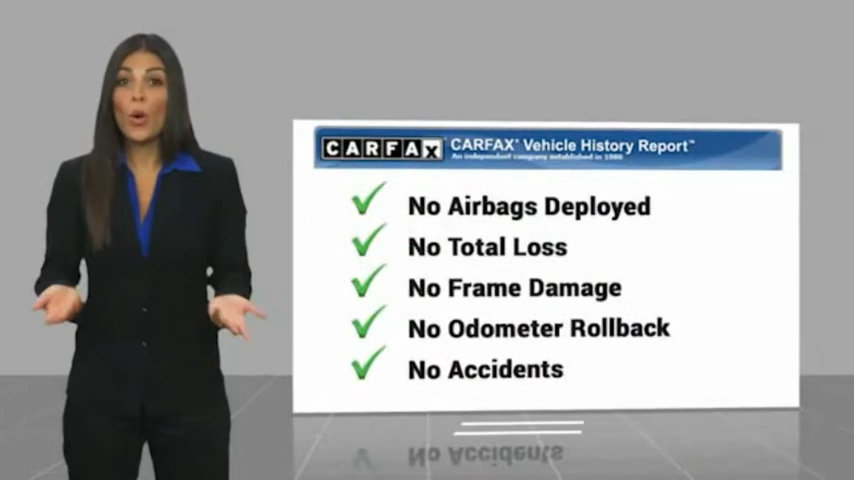 CARFAX CARFAX Vehicle History Report™
An independent company established in 1986
No Airbags Deployed
No Total Loss
No Frame Damage
No Odometer Rollback
No Accidents
No Accidents